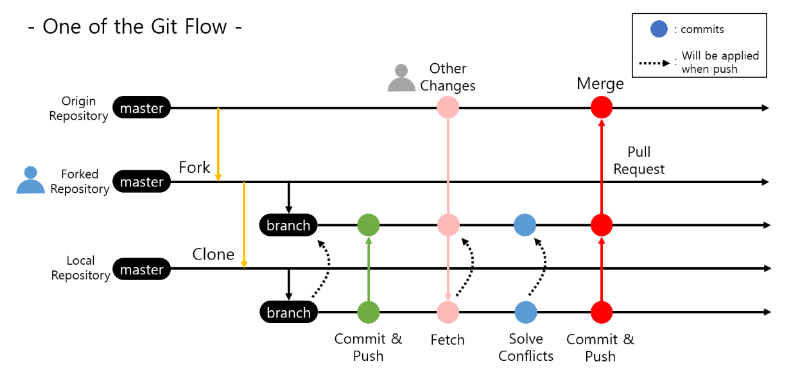 - One of the Git Flow -
: commits
: Will be applied
when push
Other
Changes
Merge
Origin
Repository
master
Fork
Pull
Request
Forked
Repository
master
branch
Clone
Local
Repository
master
branch
Commit &
Push
Fetch
Solve
Conflicts
Commit &
Push